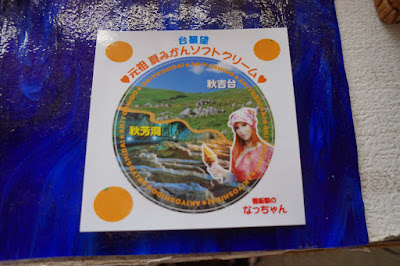 台観望
♥元祖 夏みかんソフトクリーム♥
秋吉台
秋芳洞
看板娘の
なっちゃん